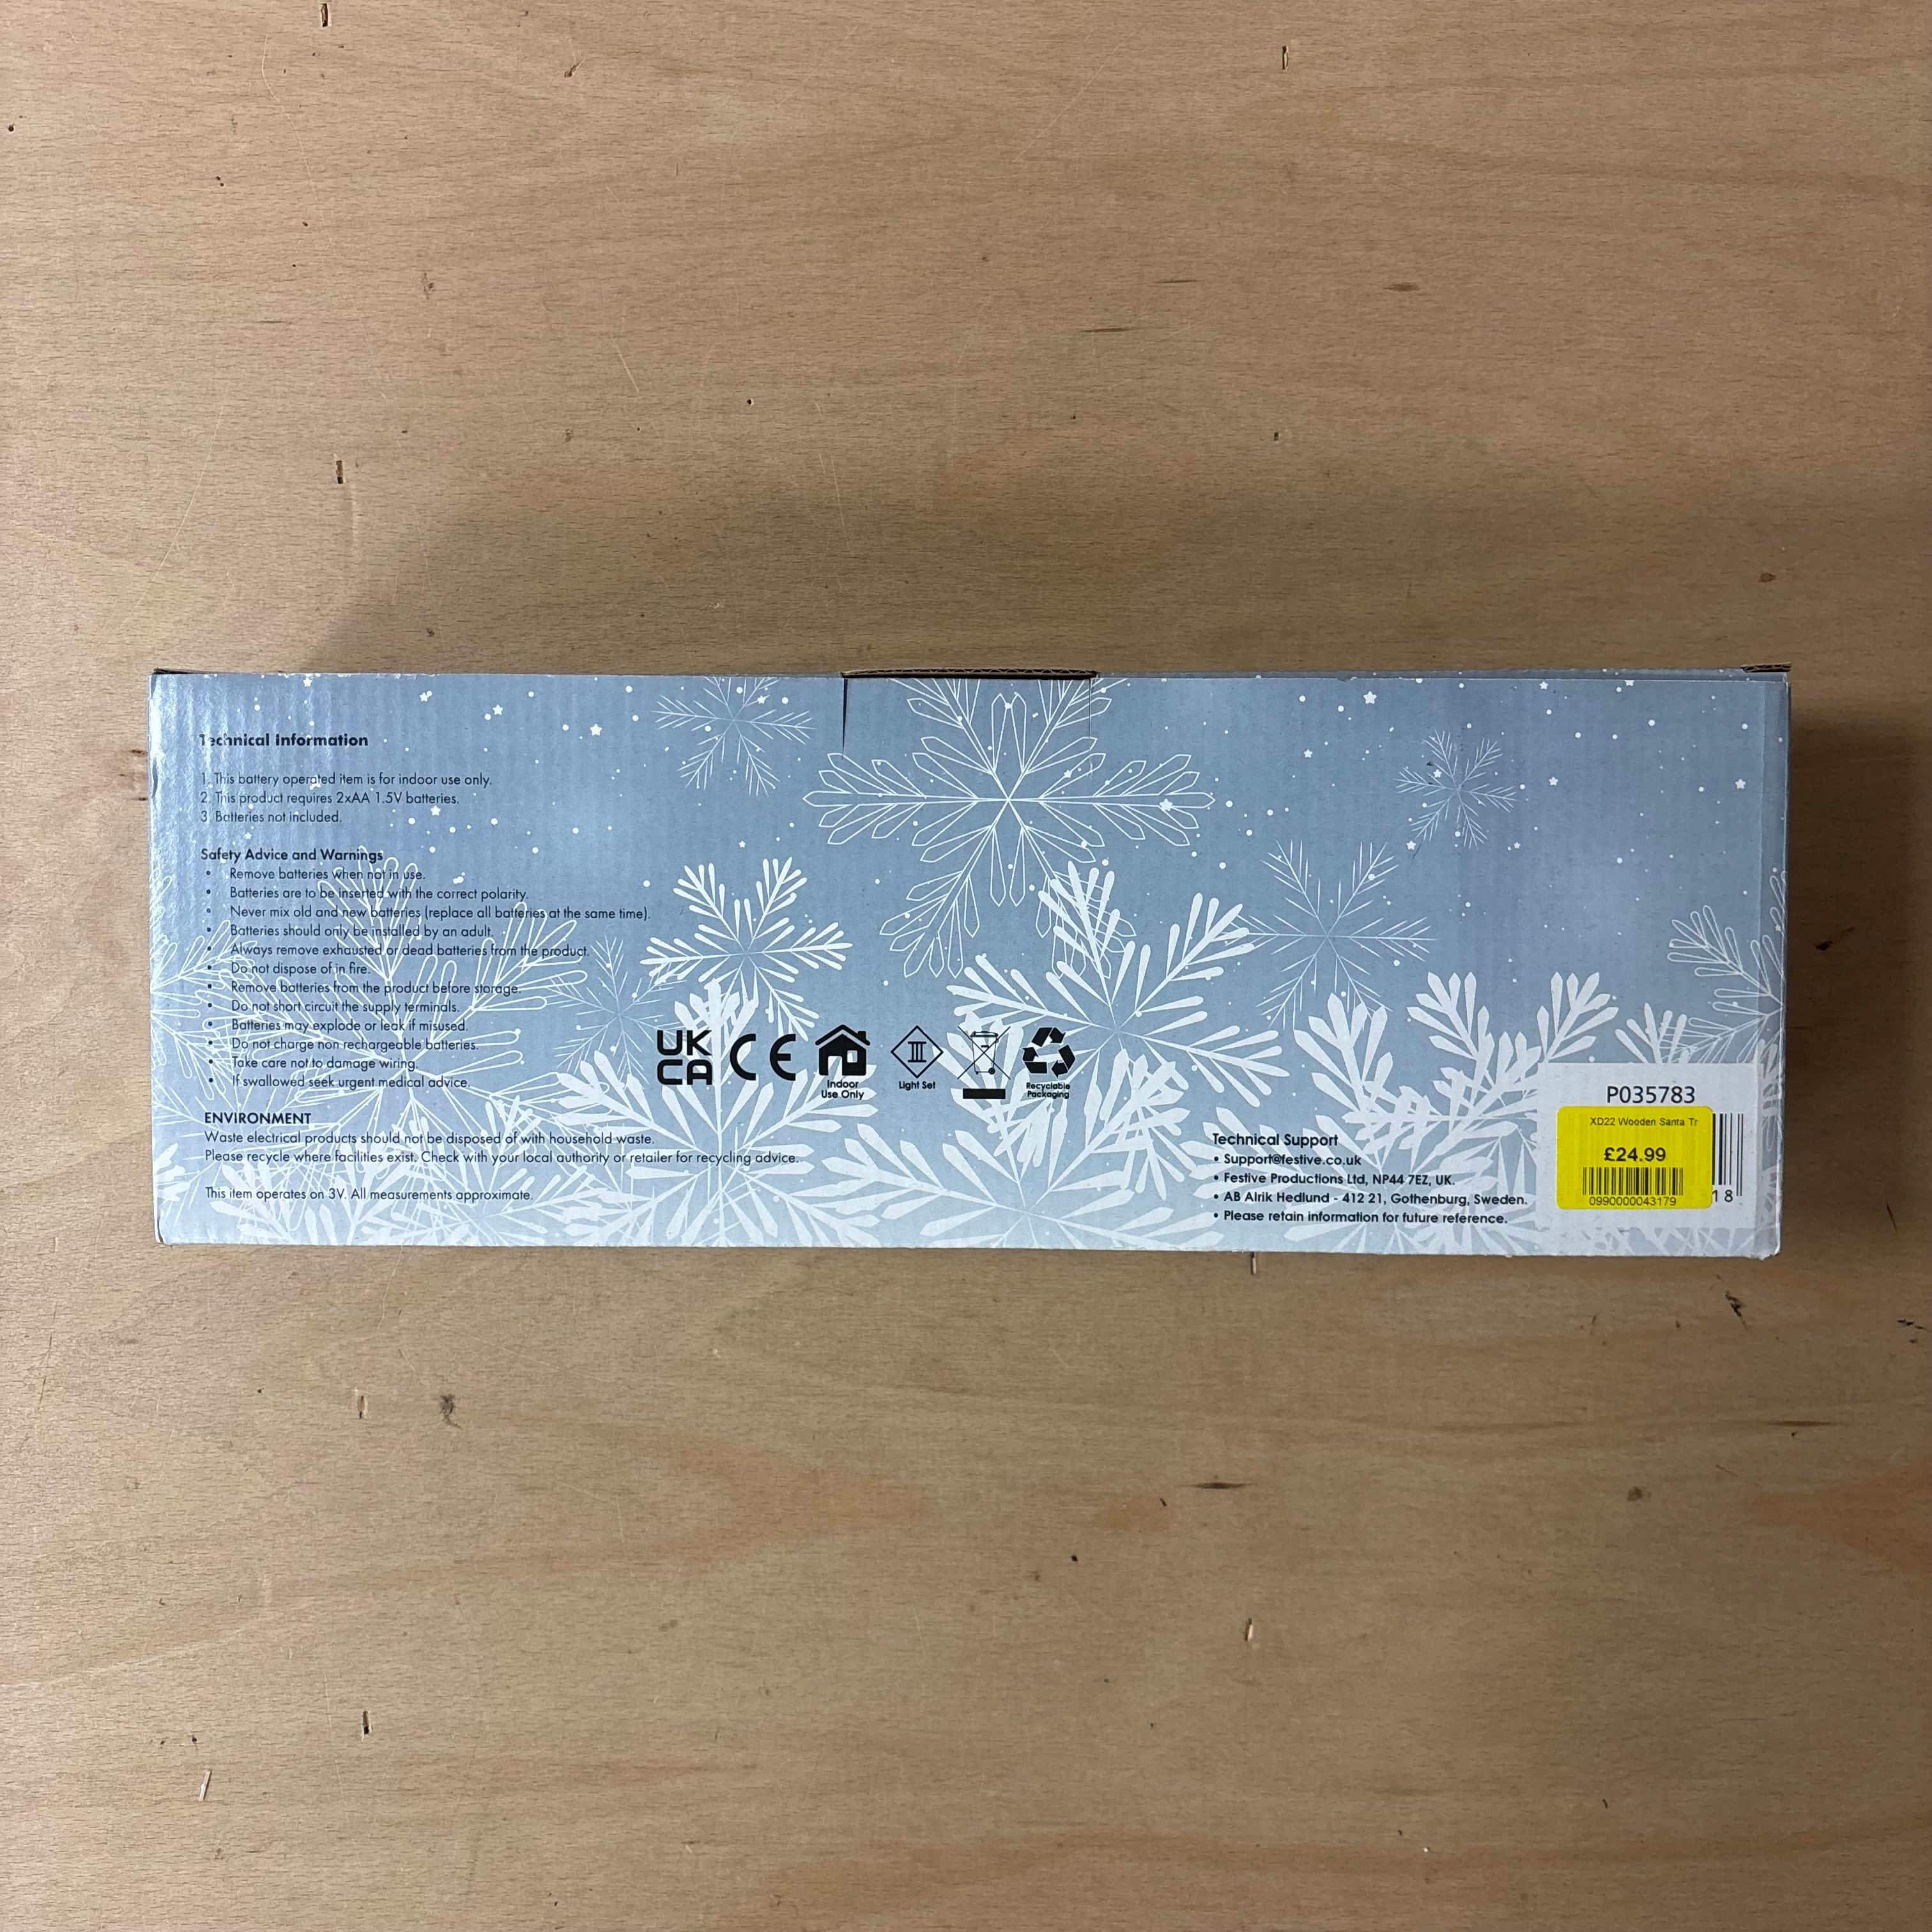 Technical Information
1. This battery operated item is for indoor use only.
2. This product requires 2xAA 1.5V batteries.
3. Batteries not included.
Safety Advice and Warnings
• Remove batteries when not in use.
• Batteries are to be inserted with the correct polarity.
• Never mix old and new batteries (replace all batteries at the same time).
• Batteries should only be installed by an adult.
• Always remove exhausted or dead batteries from the product.
• Do not dispose of in fire.
• Remove batteries from the product before storage.
• Do not short circuit the supply terminals.
• Batteries may explode or leak if misused.
• Do not charge non rechargeable batteries.
• Take care not to damage wiring.
• If swallowed seek urgent medical advice.
ENVIRONMENT
Waste electrical products should not be disposed of with household waste.
Please recycle where facilities exist. Check with your local authority or retailer for recycling advice.
This item operates on 3V. All measurements approximate.
UK
CA
CE
Indoor
Use Only
III
Light Set
Recyclable
Packaging
Technical Support
• Support@festive.co.uk
• Festive Productions Ltd, NP44 7EZ, UK.
• AB Alrik Hedlund - 412 21, Gothenburg, Sweden.
• Please retain information for future reference.
P035783
XD22 Wooden Santa Tr
£24.99
0990000043179
18